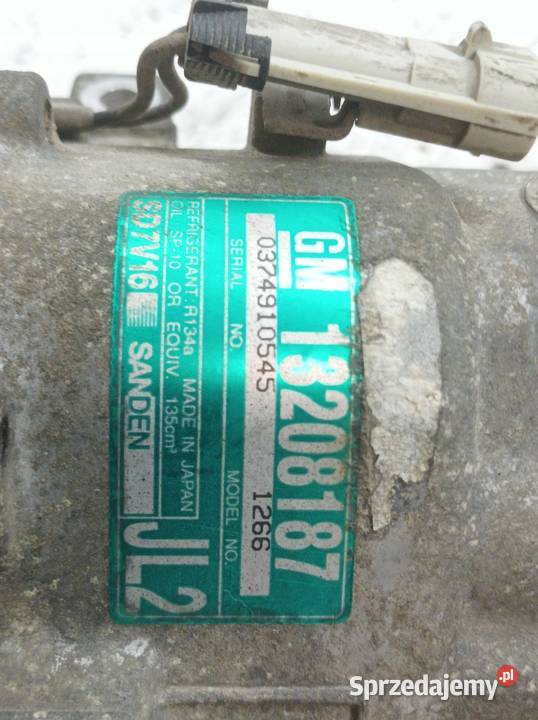 GM 13208187
SERIAL NO. MODEL NO.
0374910545 1266
REFRIGERANT: R134a MADE IN JAPAN
OIL SP-10 OR EQUIV. 135cm³
SD7V16 SANDEN JL2
Sprzedajemy.pl